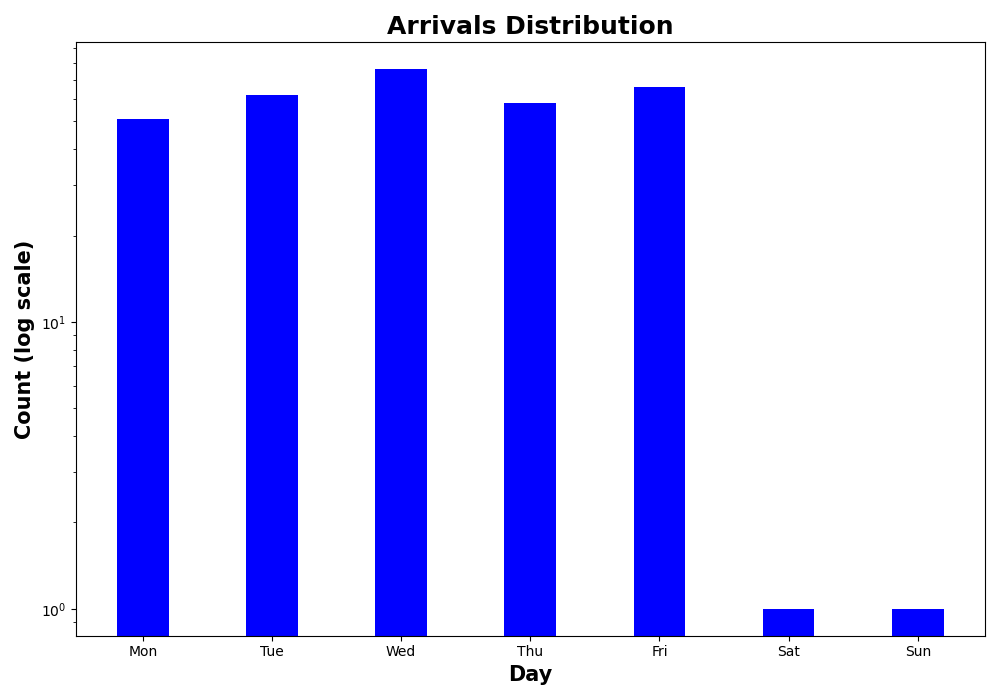 Arrivals Distribution
Count (log scale)
10¹
10⁰
Mon Tue Wed Thu Fri Sat Sun
Day